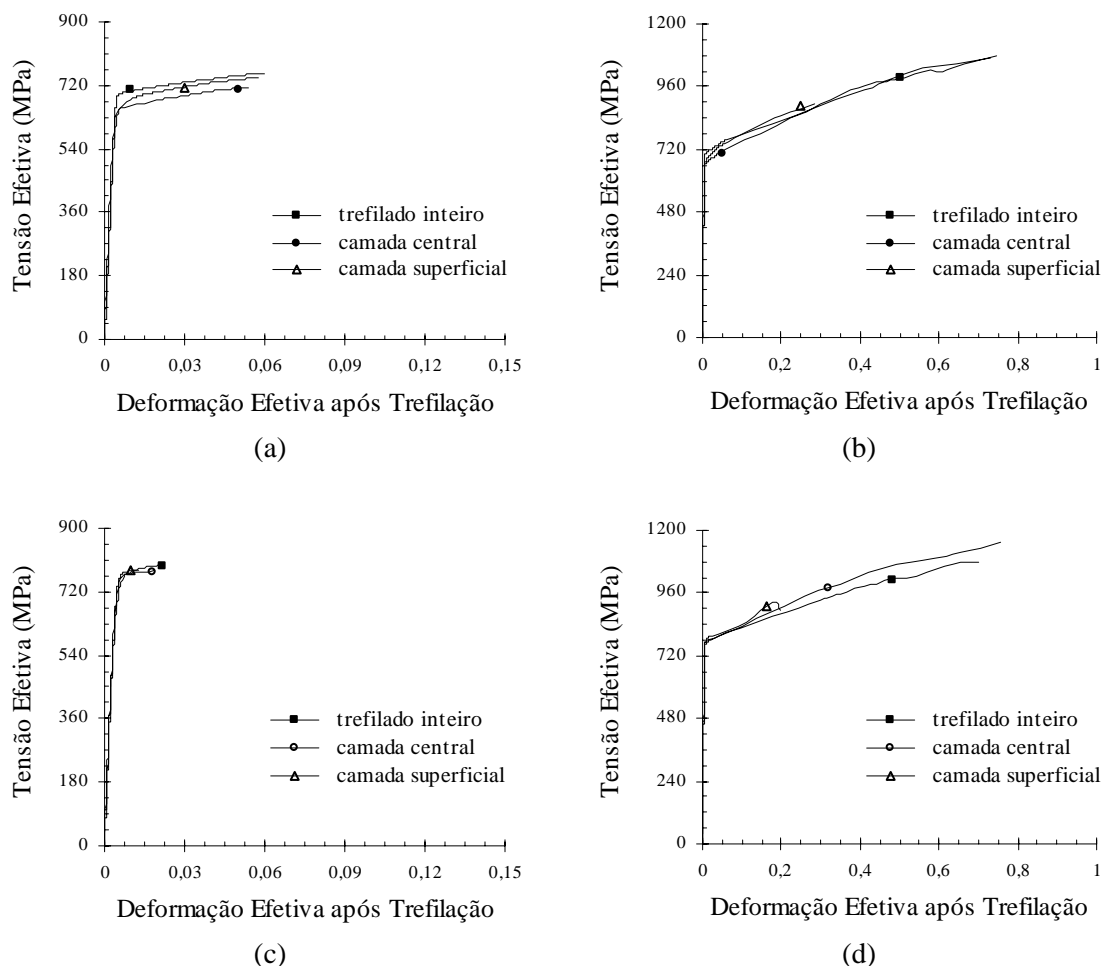 900
720
540
360
180
0
Tensão Efetiva (MPa)
trefilado inteiro
camada central
camada superficial
0 0,03 0,06 0,09 0,12 0,15
Deformação Efetiva após Trefilação
(a)
1200
960
720
480
240
0
Tensão Efetiva (MPa)
trefilado inteiro
camada central
camada superficial
0 0,2 0,4 0,6 0,8 1
Deformação Efetiva após Trefilação
(b)
900
720
540
360
180
0
Tensão Efetiva (MPa)
trefilado inteiro
camada central
camada superficial
0 0,03 0,06 0,09 0,12 0,15
Deformação Efetiva após Trefilação
(c)
1200
960
720
480
240
0
Tensão Efetiva (MPa)
trefilado inteiro
camada central
camada superficial
0 0,2 0,4 0,6 0,8 1
Deformação Efetiva após Trefilação
(d)